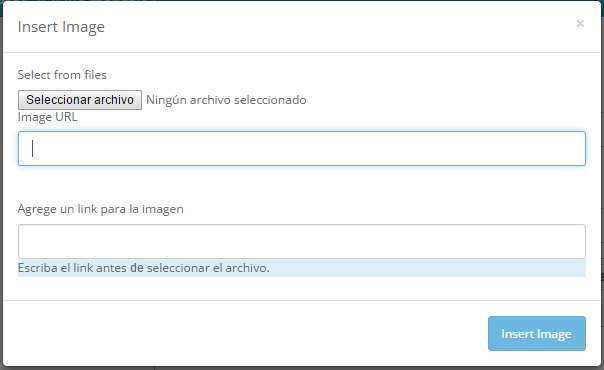 Insert Image
×
Select from files
Seleccionar archivo Ningún archivo seleccionado
Image URL
Agrege un link para la imagen
Escriba el link antes de seleccionar el archivo.
Insert Image